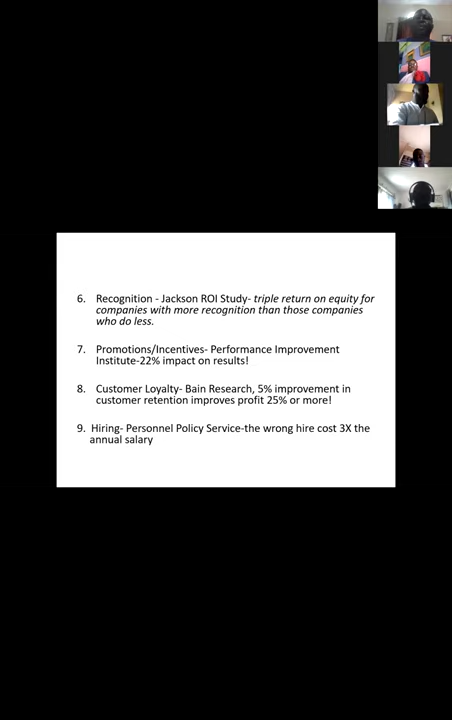 6. Recognition - Jackson ROI Study- triple return on equity for
companies with more recognition than those companies
who do less.
7. Promotions/Incentives- Performance Improvement
Institute-22% impact on results!
8. Customer Loyalty- Bain Research, 5% improvement in
customer retention improves profit 25% or more!
9. Hiring- Personnel Policy Service-the wrong hire cost 3X the
annual salary